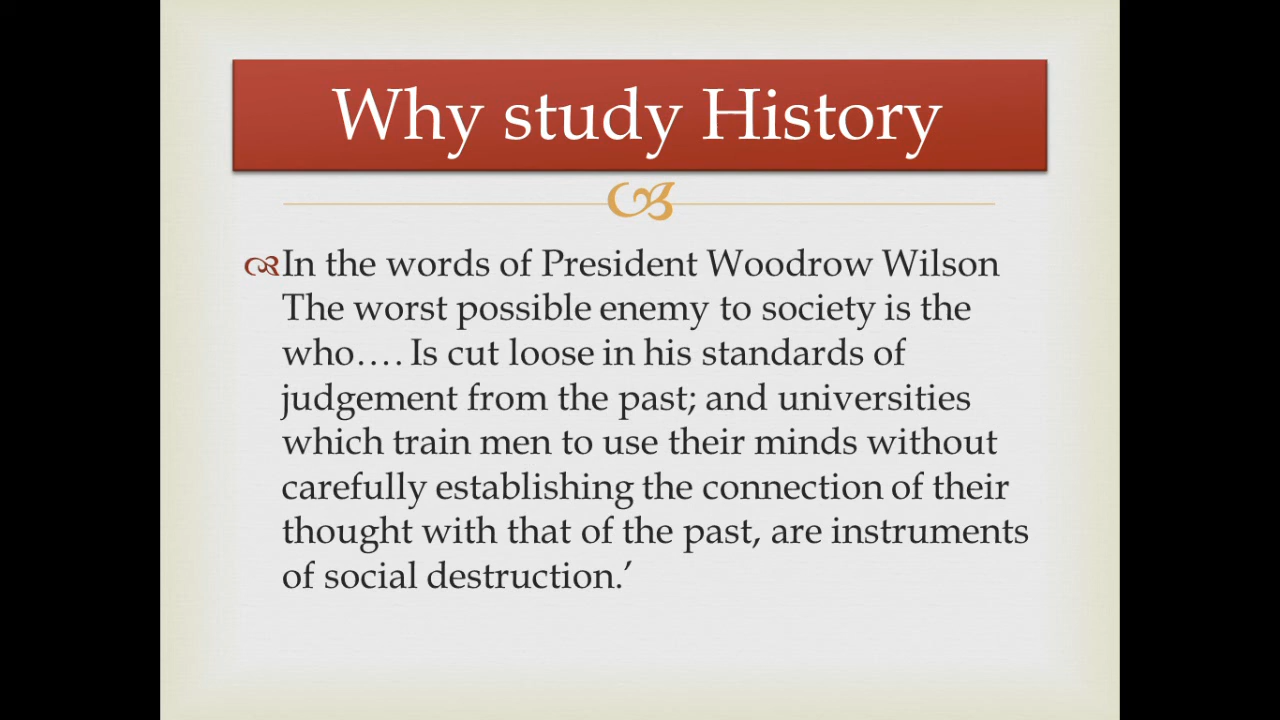 Why study History
In the words of President Woodrow Wilson
The worst possible enemy to society is the
who…. Is cut loose in his standards of
judgement from the past; and universities
which train men to use their minds without
carefully establishing the connection of their
thought with that of the past, are instruments
of social destruction.’